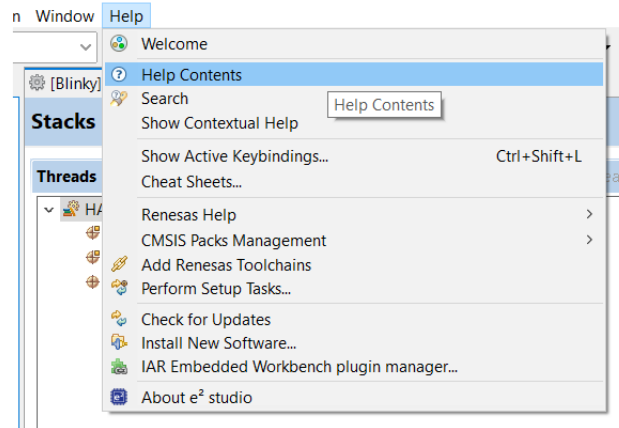 n Window Help
Welcome
[Blinky]
Help Contents
Search
Help Contents
Stacks
Show Contextual Help
Show Active Keybindings... Ctrl+Shift+L
Threads
Cheat Sheets...
HA
Renesas Help
CMSIS Packs Management
Add Renesas Toolchains
Perform Setup Tasks...
Check for Updates
Install New Software...
IAR Embedded Workbench plugin manager...
About e² studio